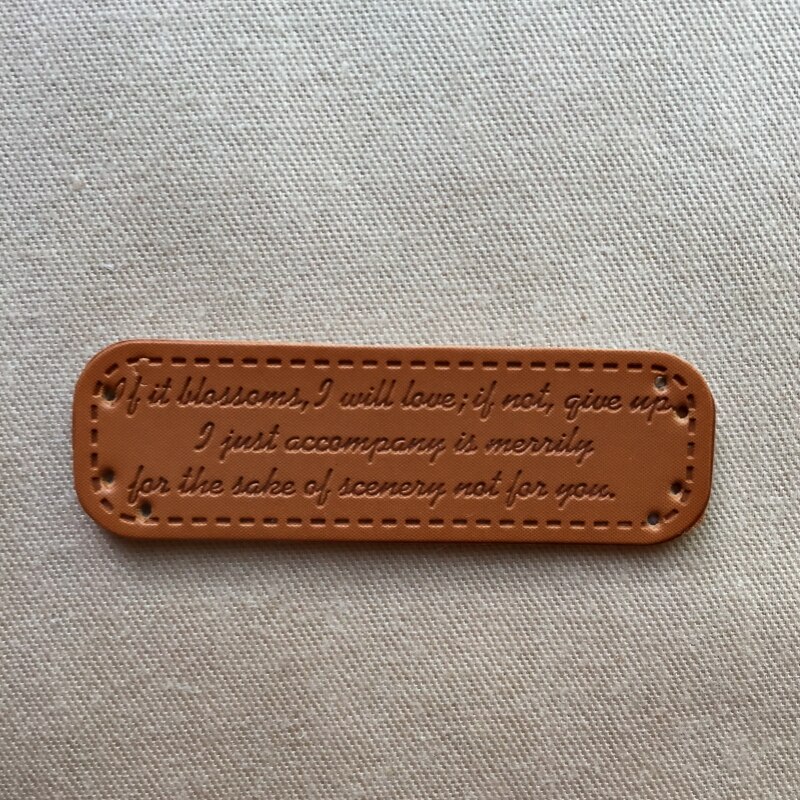 If it blossoms, I will love; if not, give up.
I just accompany is merrily
for the sake of scenery not for you.